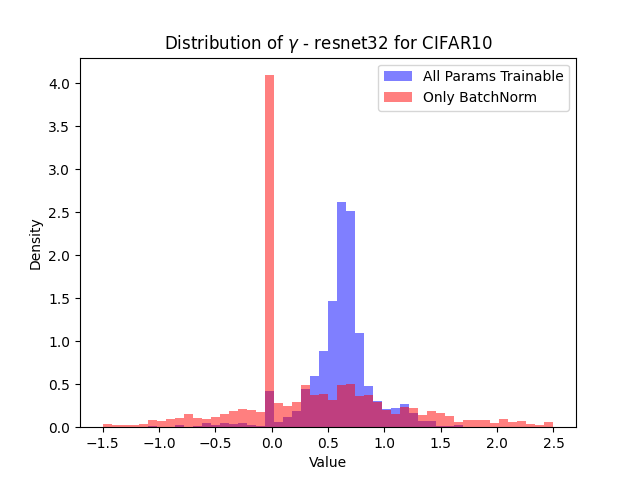 Distribution of γ - resnet32 for CIFAR10
All Params Trainable
Only BatchNorm
4.0
3.5
3.0
2.5
2.0
1.5
1.0
0.5
0.0
Density
−1.5 −1.0 −0.5 0.0 0.5 1.0 1.5 2.0 2.5
Value